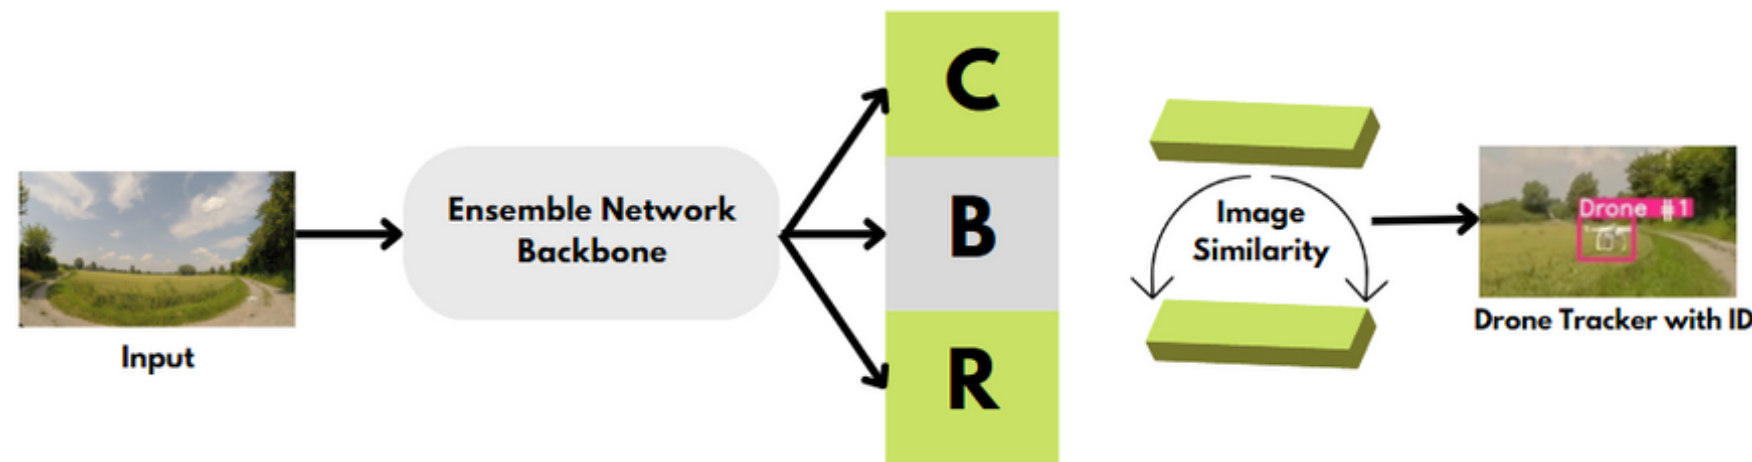 Input
Ensemble Network
Backbone
C
B
R
Image
Similarity
Drone #1
Drone Tracker with ID